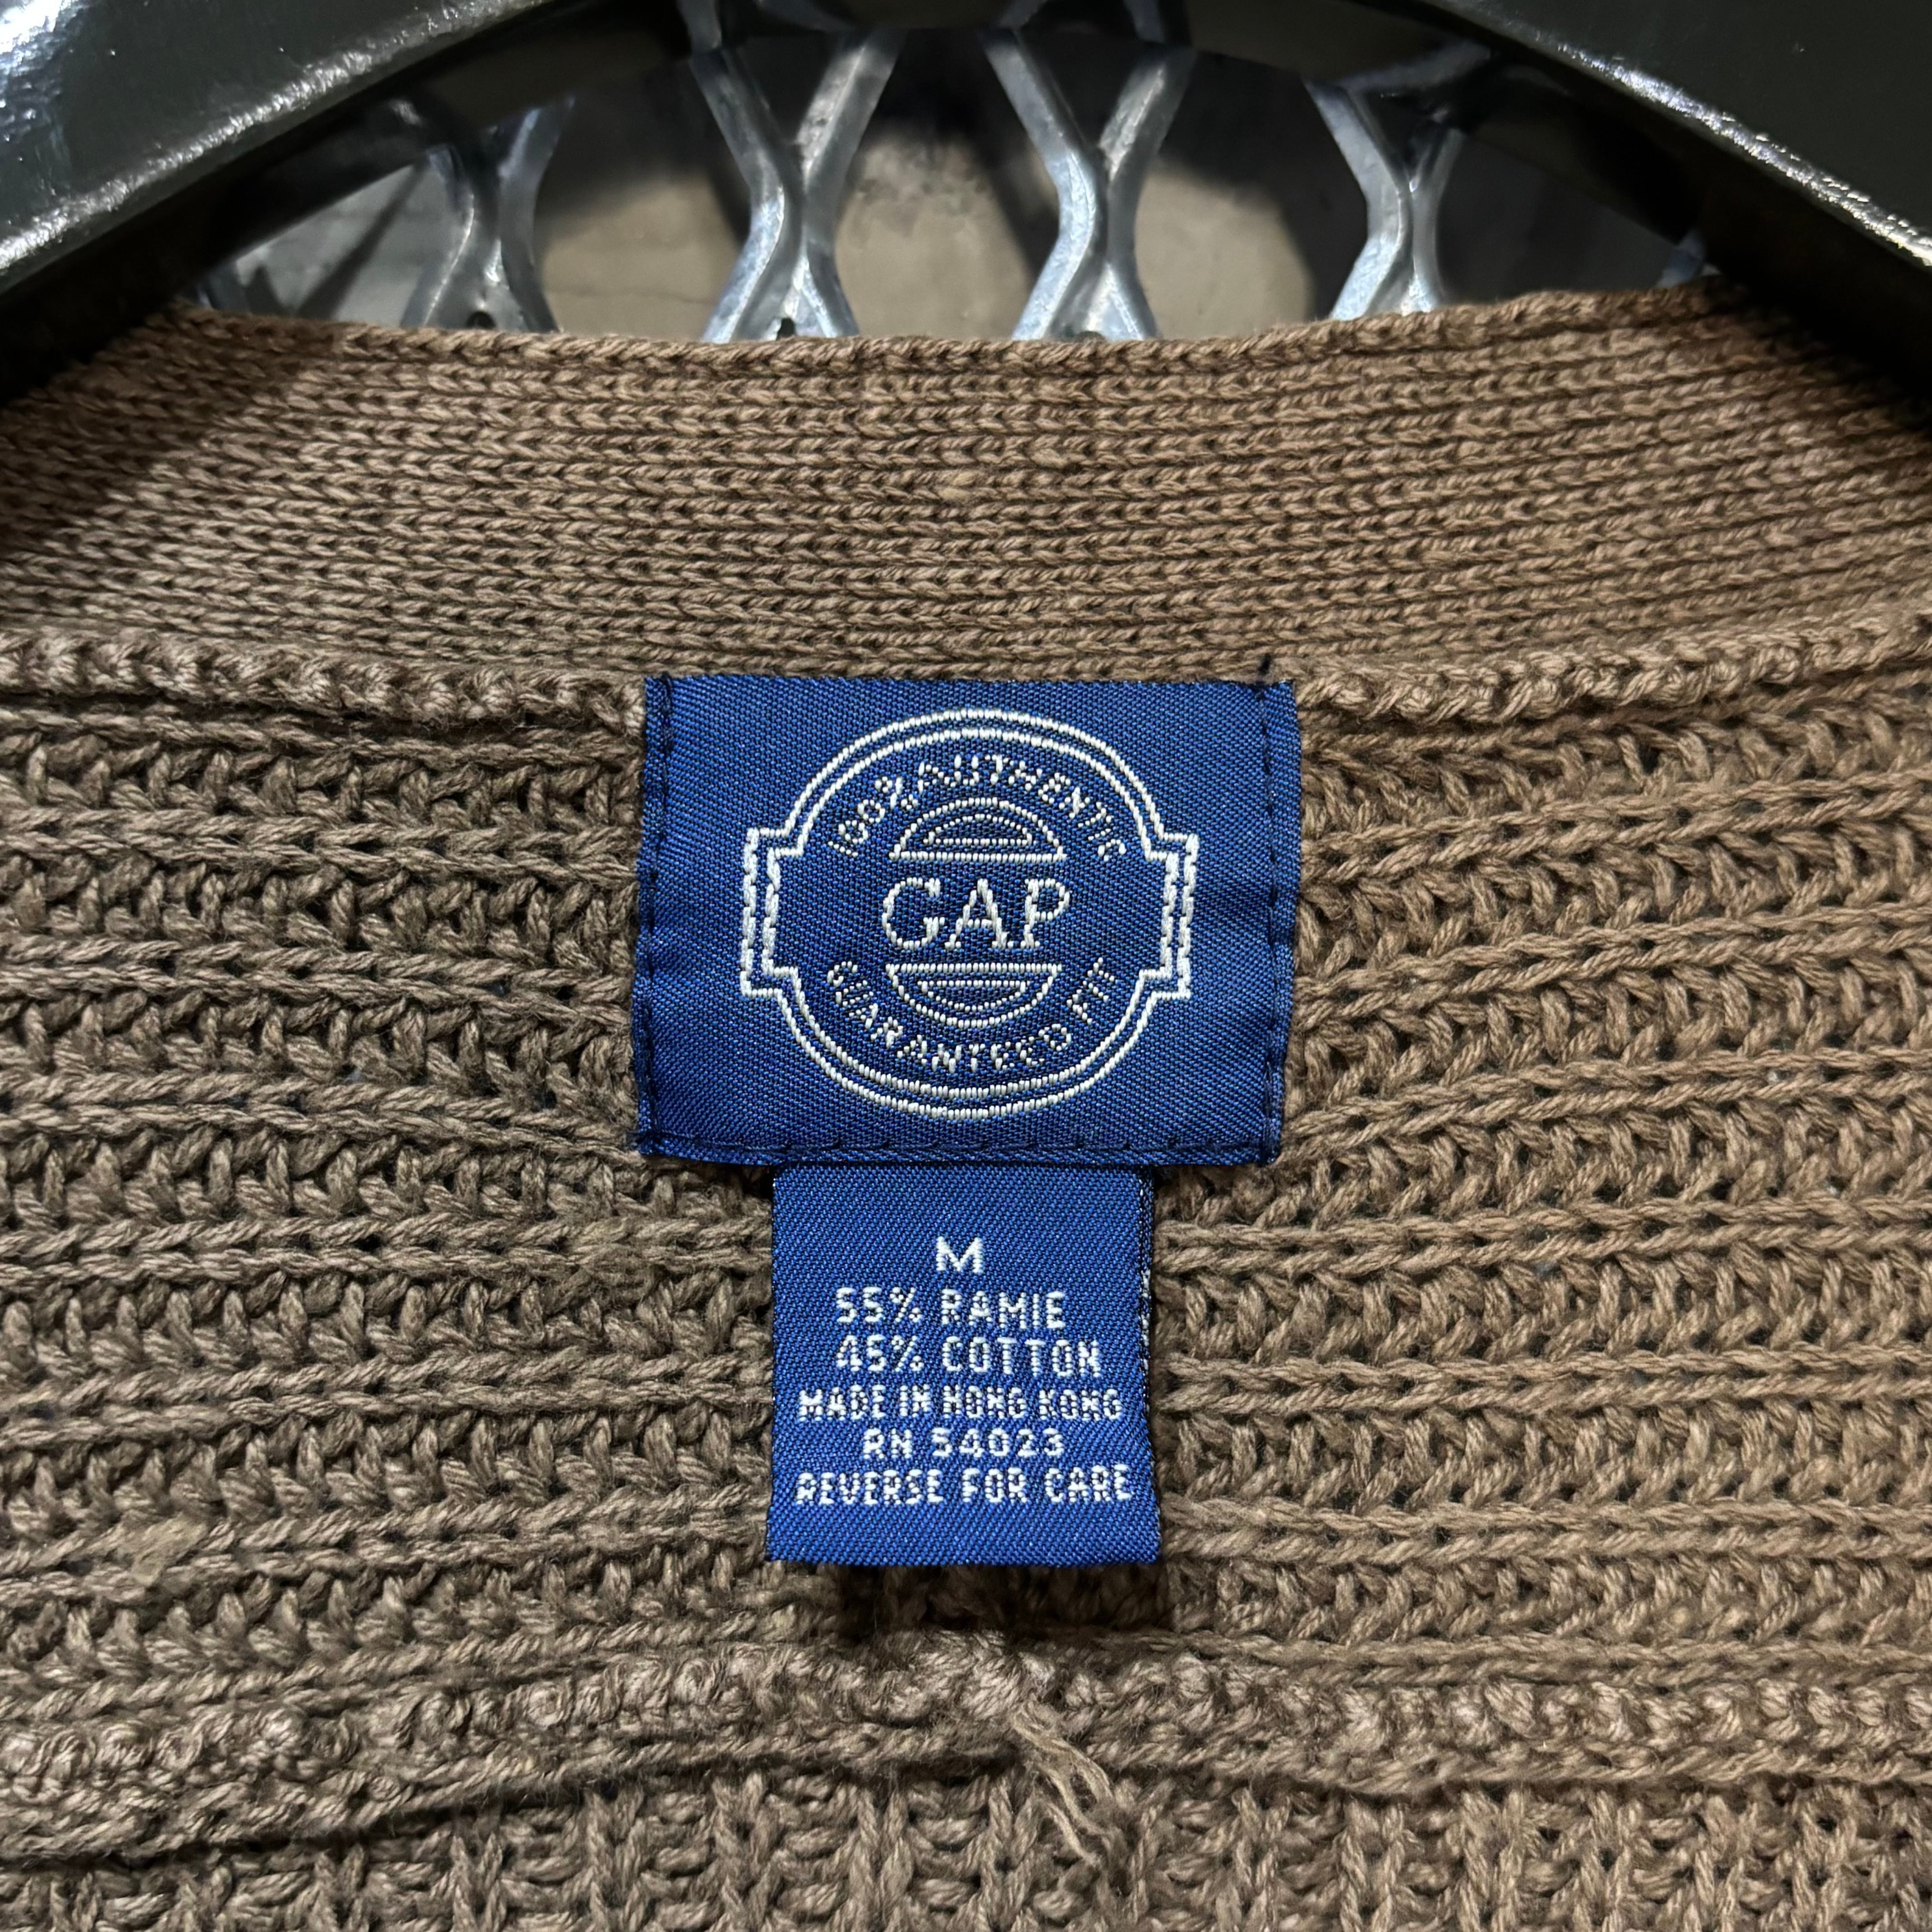 100% AUTHENTIC
GAP
GUARANTEED FIT
M
55% RAMIE
45% COTTON
MADE IN HONG KONG
RN 54023
REVERSE FOR CARE